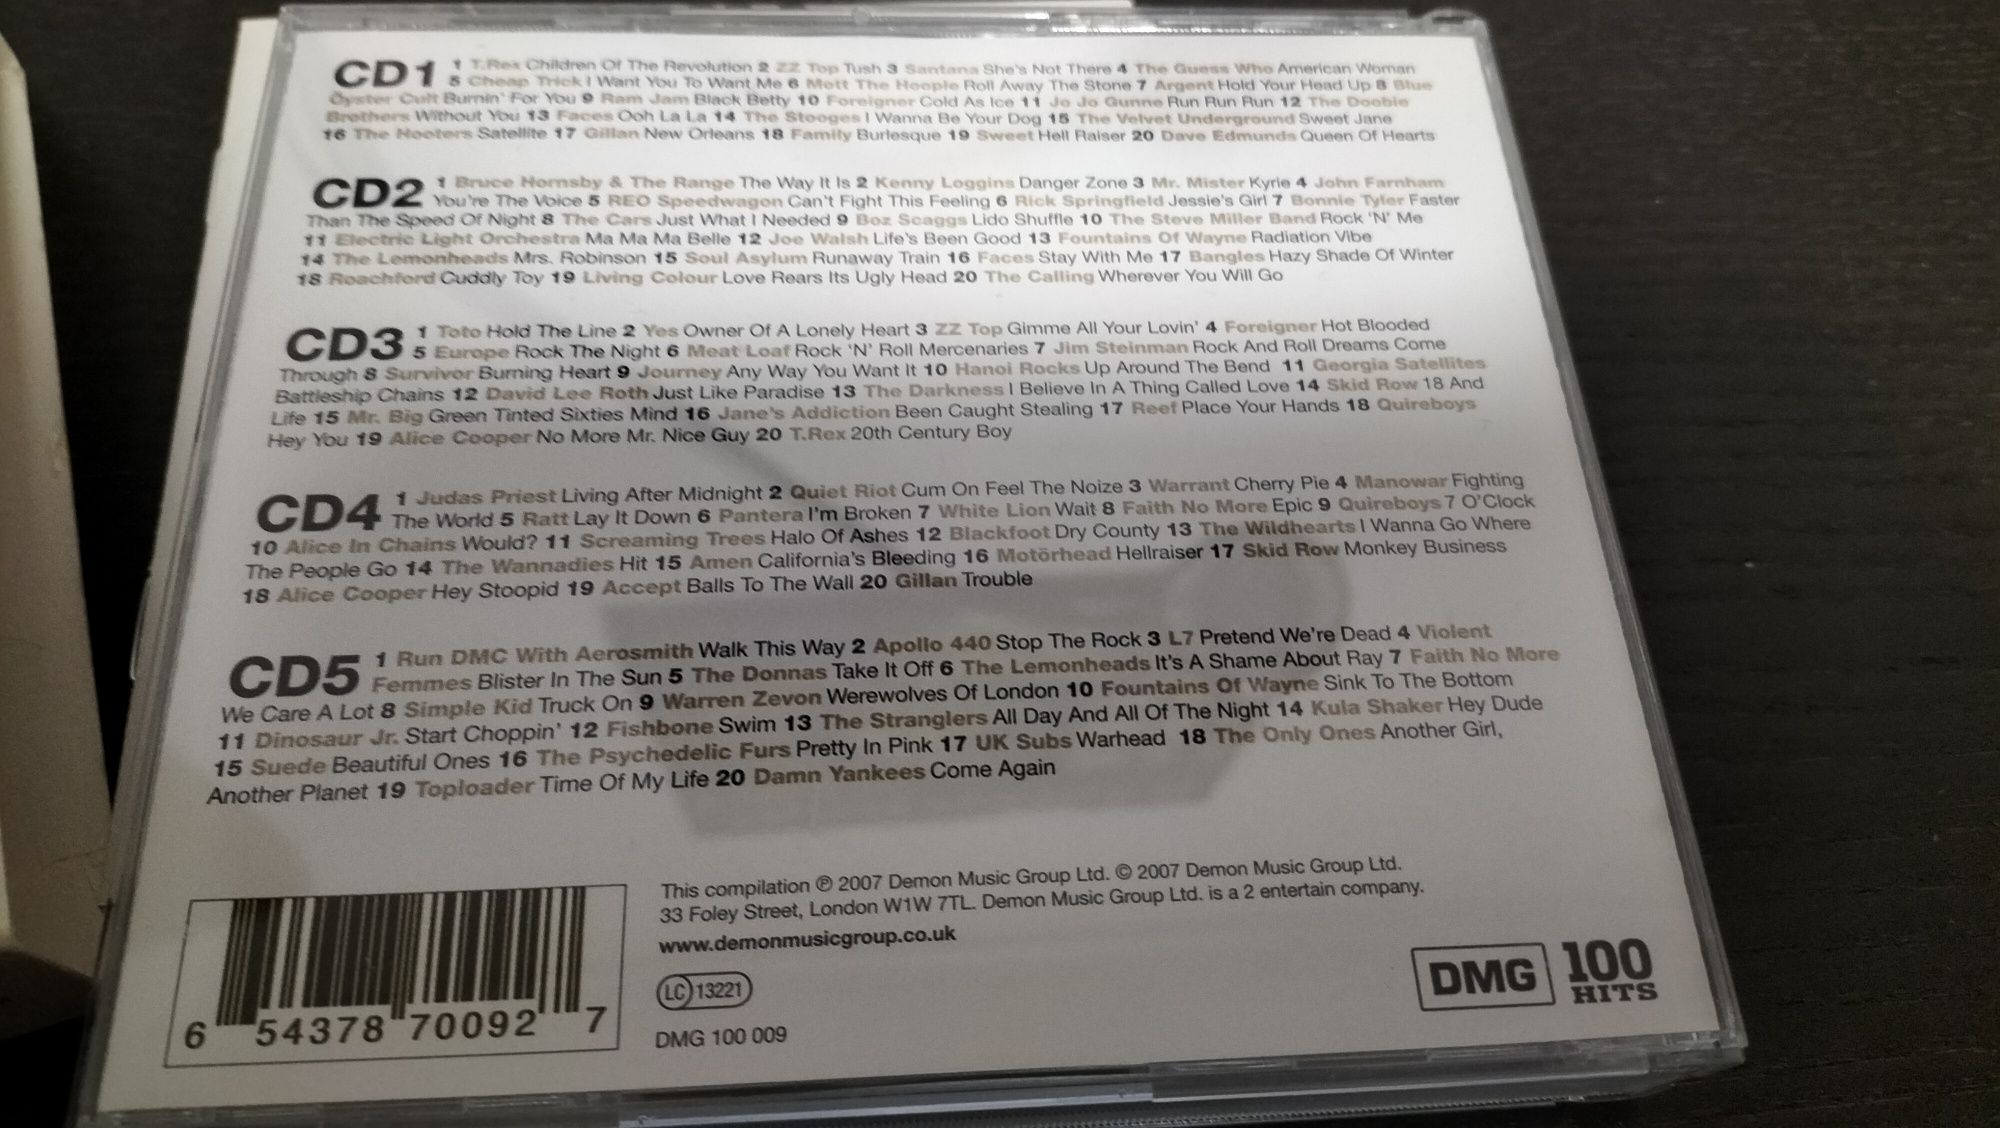 CD1 1 T.Rex Children Of The Revolution 2 ZZ Top Tush 3 Santana She's Not There 4 The Guess Who American Woman
5 Cheap Trick I Want You To Want Me 6 Mott The Hoople Roll Away The Stone 7 Argent Hold Your Head Up 8 Blue
Öyster Cult Burnin' For You 9 Ram Jam Black Betty 10 Foreigner Cold As Ice 11 Jo Jo Gunne Run Run Run 12 The Doobie
Brothers Without You 13 Faces Ooh La La 14 The Stooges I Wanna Be Your Dog 15 The Velvet Underground Sweet Jane
16 The Hooters Satellite 17 Gillan New Orleans 18 Family Burlesque 19 Sweet Hell Raiser 20 Dave Edmunds Queen Of Hearts
CD2 1 Bruce Hornsby & The Range The Way It Is 2 Kenny Loggins Danger Zone 3 Mr. Mister Kyrie 4 John Farnham
You're The Voice 5 REO Speedwagon Can't Fight This Feeling 6 Rick Springfield Jessie's Girl 7 Bonnie Tyler Faster
Than The Speed Of Night 8 The Cars Just What I Needed 9 Boz Scaggs Lido Shuffle 10 The Steve Miller Band Rock 'N' Me
11 Electric Light Orchestra Ma Ma Ma Belle 12 Joe Walsh Life's Been Good 13 Fountains Of Wayne Radiation Vibe
14 The Lemonheads Mrs. Robinson 15 Soul Asylum Runaway Train 16 Faces Stay With Me 17 Bangles Hazy Shade Of Winter
18 Roachford Cuddly Toy 19 Living Colour Love Rears Its Ugly Head 20 The Calling Wherever You Will Go
CD3 1 Toto Hold The Line 2 Yes Owner Of A Lonely Heart 3 ZZ Top Gimme All Your Lovin' 4 Foreigner Hot Blooded
5 Europe Rock The Night 6 Meat Loaf Rock 'N' Roll Mercenaries 7 Jim Steinman Rock And Roll Dreams Come
Through 8 Survivor Burning Heart 9 Journey Any Way You Want It 10 Hanoi Rocks Up Around The Bend 11 Georgia Satellites
Battleship Chains 12 David Lee Roth Just Like Paradise 13 The Darkness I Believe In A Thing Called Love 14 Skid Row 18 And
Life 15 Mr. Big Green Tinted Sixties Mind 16 Jane's Addiction Been Caught Stealing 17 Reef Place Your Hands 18 Quireboys
Hey You 19 Alice Cooper No More Mr. Nice Guy 20 T.Rex 20th Century Boy
CD4 1 Judas Priest Living After Midnight 2 Quiet Riot Cum On Feel The Noize 3 Warrant Cherry Pie 4 Manowar Fighting
The World 5 Ratt Lay It Down 6 Pantera I'm Broken 7 White Lion Wait 8 Faith No More Epic 9 Quireboys 7 O'Clock
10 Alice In Chains Would? 11 Screaming Trees Halo Of Ashes 12 Blackfoot Dry County 13 The Wildhearts I Wanna Go Where
The People Go 14 The Wannadies Hit 15 Amen California's Bleeding 16 Motörhead Hellraiser 17 Skid Row Monkey Business
18 Alice Cooper Hey Stoopid 19 Accept Balls To The Wall 20 Gillan Trouble
CD5 1 Run DMC With Aerosmith Walk This Way 2 Apollo 440 Stop The Rock 3 L7 Pretend We're Dead 4 Violent
Femmes Blister In The Sun 5 The Donnas Take It Off 6 The Lemonheads It's A Shame About Ray 7 Faith No More
We Care A Lot 8 Simple Kid Truck On 9 Warren Zevon Werewolves Of London 10 Fountains Of Wayne Sink To The Bottom
11 Dinosaur Jr. Start Choppin' 12 Fishbone Swim 13 The Stranglers All Day And All Of The Night 14 Kula Shaker Hey Dude
15 Suede Beautiful Ones 16 The Psychedelic Furs Pretty In Pink 17 UK Subs Warhead 18 The Only Ones Another Girl,
Another Planet 19 Toploader Time Of My Life 20 Damn Yankees Come Again
This compilation ℗ 2007 Demon Music Group Ltd. © 2007 Demon Music Group Ltd.
33 Foley Street, London W1W 7TL. Demon Music Group Ltd. is a 2 entertain company.
www.demonmusicgroup.co.uk
LC 13221
DMG 100 009
6 54378 70092 7
DMG 100
HITS